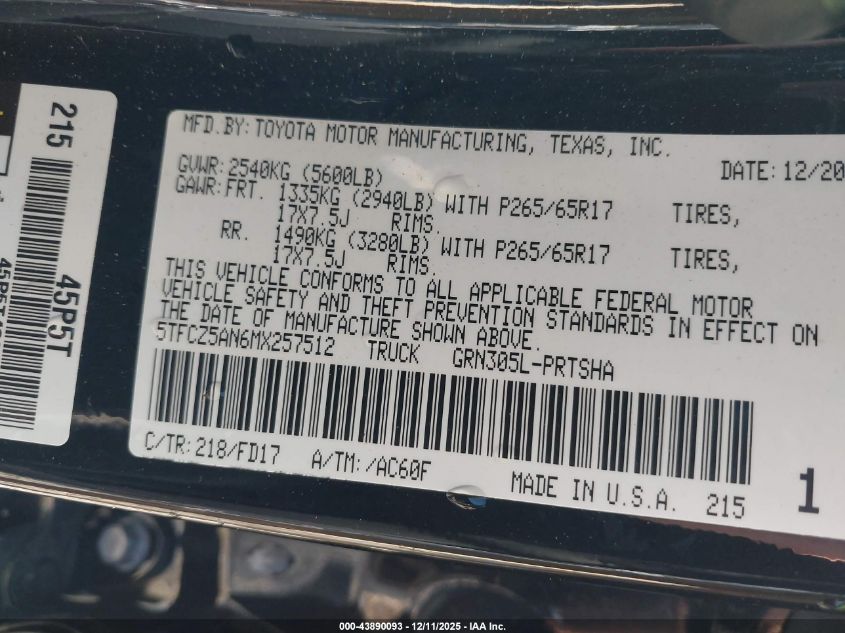 215
45P5T
MFD.BY:TOYOTA MOTOR MANUFACTURING, TEXAS, INC.
DATE:12/20
GVWR:2540KG (5600LB)
GAWR:FRT. 1335KG (2940LB) WITH P265/65R17 TIRES,
17X7.5J RIMS.
RR. 1490KG (3280LB) WITH P265/65R17 TIRES,
17X7.5J RIMS.
THIS VEHICLE CONFORMS TO ALL APPLICABLE FEDERAL MOTOR
VEHICLE SAFETY AND THEFT PREVENTION STANDARDS IN EFFECT ON
THE DATE OF MANUFACTURE SHOWN ABOVE.
5TFCZ5AN6MX257512 TRUCK GRN305L-PRTSHA
C/TR:218/FD17 A/TM:/AC60F MADE IN U.S.A. 215
1
000-43890093 - 12/11/2025 - IAA Inc.